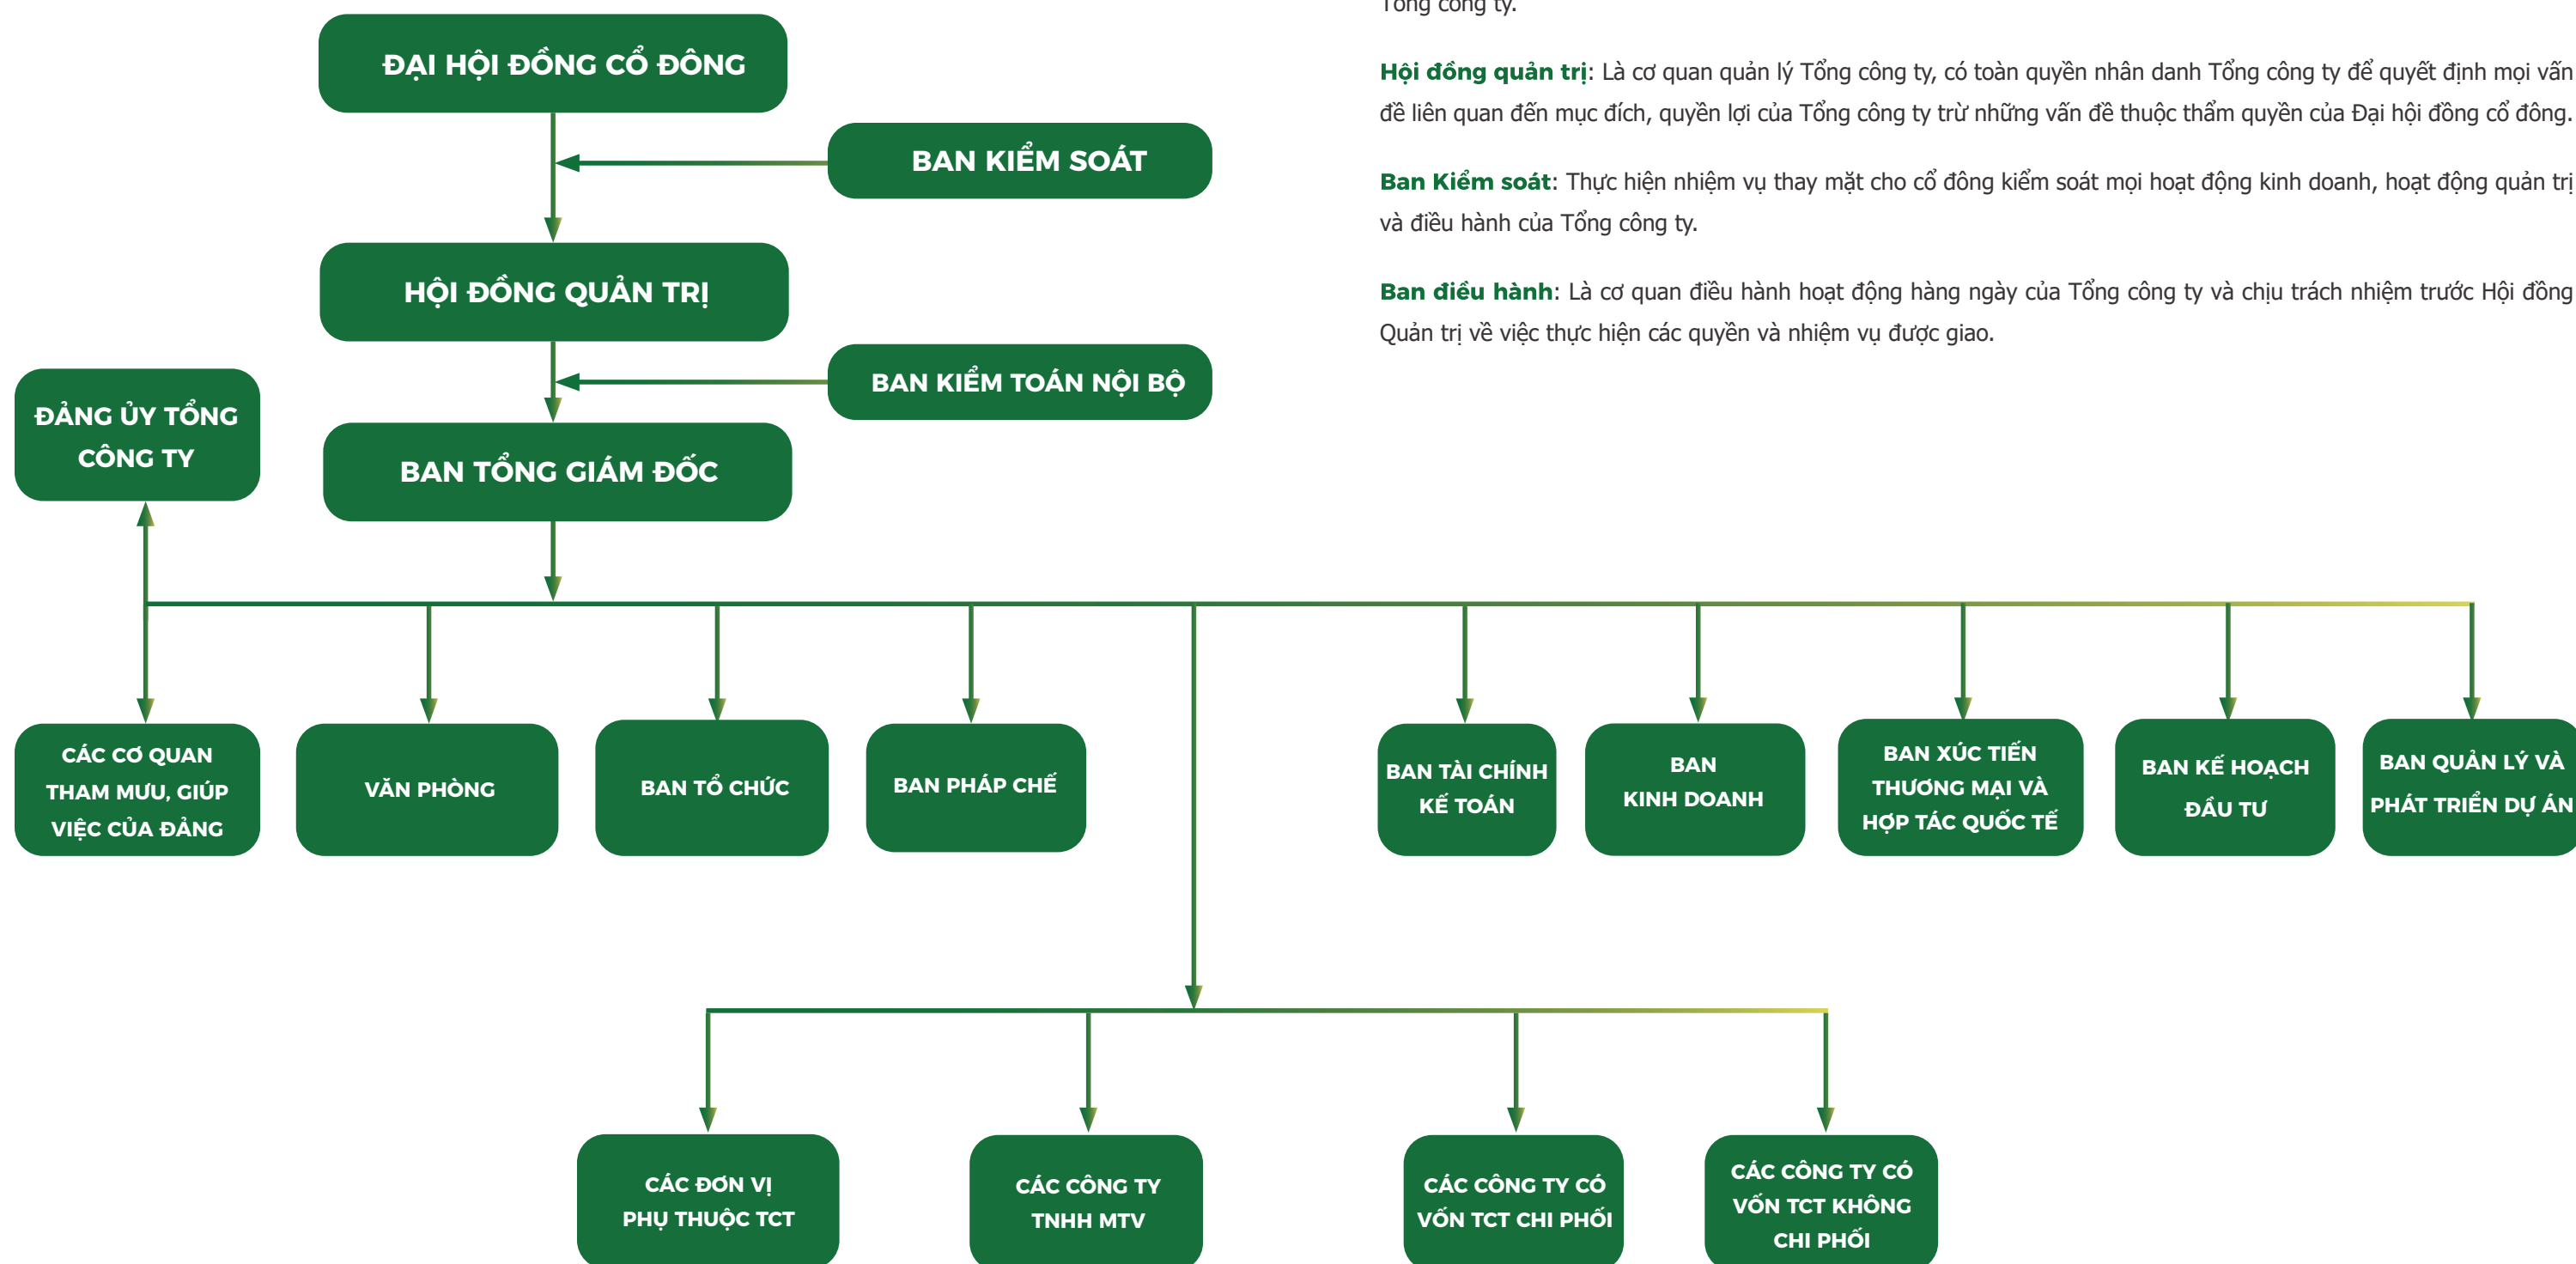 ĐẠI HỘI ĐỒNG CỔ ĐÔNG
BAN KIỂM SOÁT
HỘI ĐỒNG QUẢN TRỊ
BAN KIỂM TOÁN NỘI BỘ
ĐẢNG ỦY TỔNG
CÔNG TY
BAN TỔNG GIÁM ĐỐC
Tổng công ty.
Hội đồng quản trị: Là cơ quan quản lý Tổng công ty, có toàn quyền nhân danh Tổng công ty để quyết định mọi vấn
đề liên quan đến mục đích, quyền lợi của Tổng công ty trừ những vấn đề thuộc thẩm quyền của Đại hội đồng cổ đông.
Ban Kiểm soát: Thực hiện nhiệm vụ thay mặt cho cổ đông kiểm soát mọi hoạt động kinh doanh, hoạt động quản trị
và điều hành của Tổng công ty.
Ban điều hành: Là cơ quan điều hành hoạt động hàng ngày của Tổng công ty và chịu trách nhiệm trước Hội đồng
Quản trị về việc thực hiện các quyền và nhiệm vụ được giao.
CÁC CƠ QUAN
THAM MƯU, GIÚP
VIỆC CỦA ĐẢNG
VĂN PHÒNG
BAN TỔ CHỨC
BAN PHÁP CHẾ
BAN TÀI CHÍNH
KẾ TOÁN
BAN
KINH DOANH
BAN XÚC TIẾN
THƯƠNG MẠI VÀ
HỢP TÁC QUỐC TẾ
BAN KẾ HOẠCH
ĐẦU TƯ
BAN QUẢN LÝ VÀ
PHÁT TRIỂN DỰ ÁN
CÁC ĐƠN VỊ
PHỤ THUỘC TCT
CÁC CÔNG TY
TNHH MTV
CÁC CÔNG TY CÓ
VỐN TCT CHI PHỐI
CÁC CÔNG TY CÓ
VỐN TCT KHÔNG
CHI PHỐI